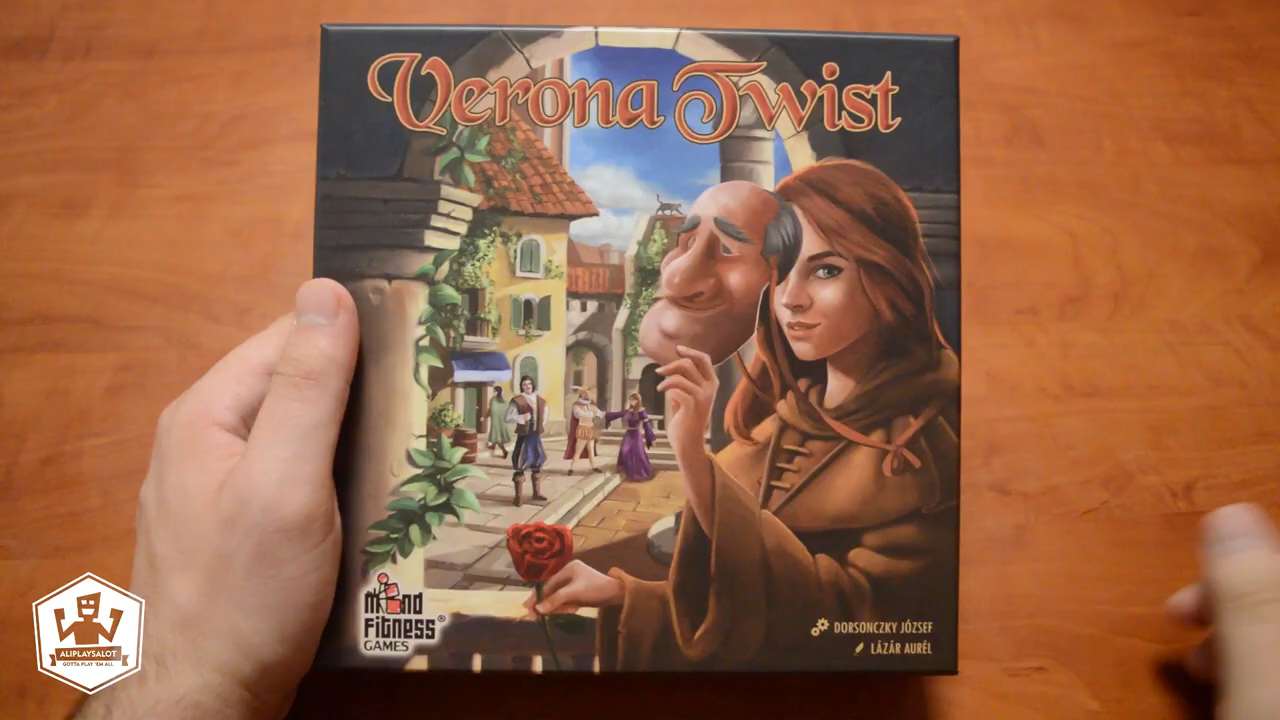 Verona Twist
mind
FITNESS®
GAMES
DORSONCZKY JÓZSEF
LÁZÁR AURÉL
ALIPLAYSALOT
GOTTA PLAY 'EM ALL